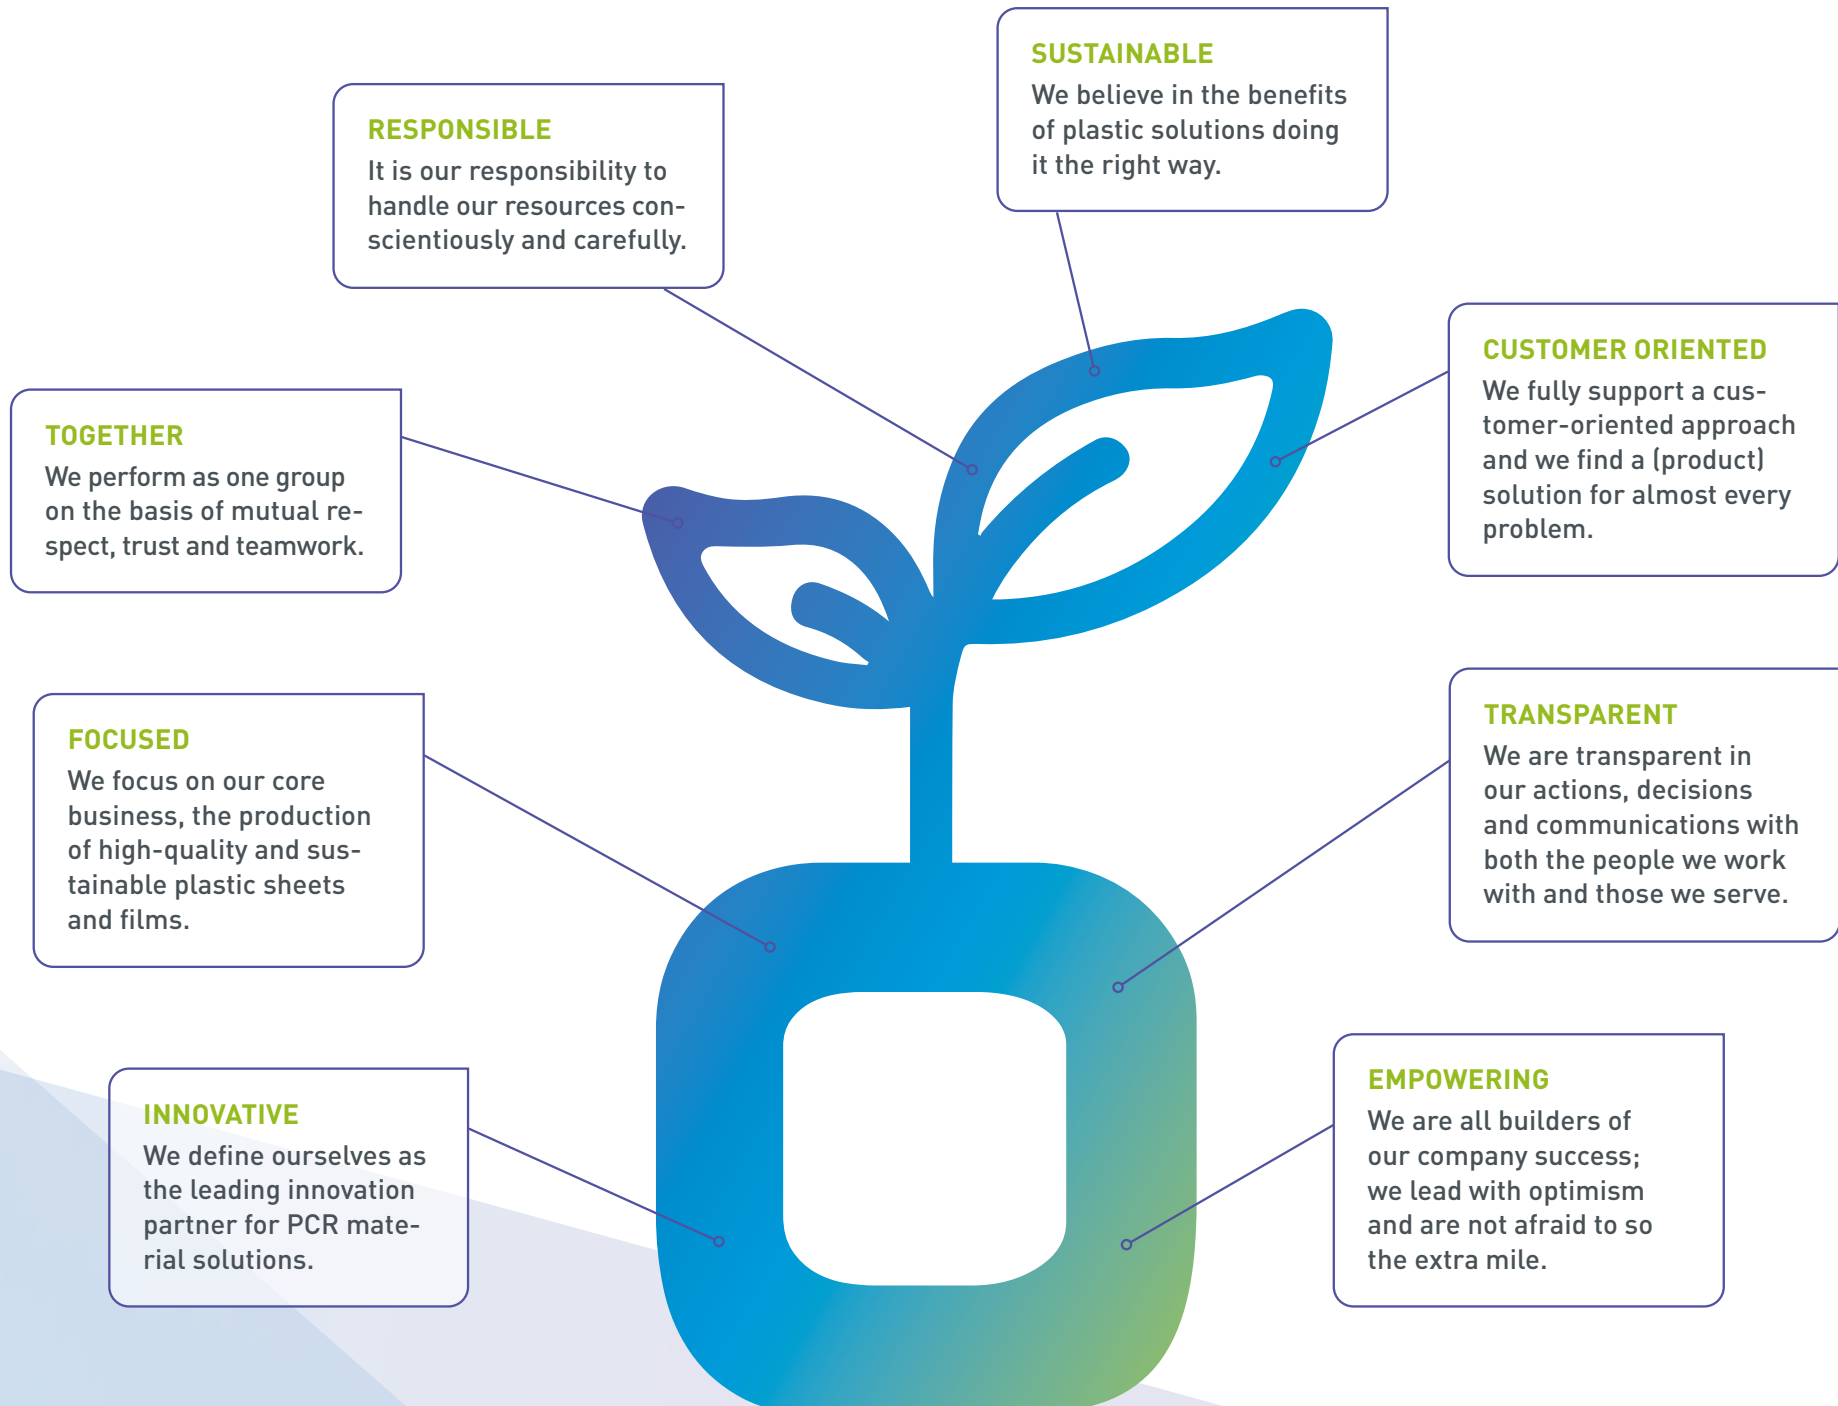 SUSTAINABLE
We believe in the benefits
of plastic solutions doing
it the right way.
RESPONSIBLE
It is our responsibility to
handle our resources con-
scientiously and carefully.
CUSTOMER ORIENTED
We fully support a cus-
tomer-oriented approach
and we find a (product)
solution for almost every
problem.
TOGETHER
We perform as one group
on the basis of mutual re-
spect, trust and teamwork.
TRANSPARENT
We are transparent in
our actions, decisions
and communications with
both the people we work
with and those we serve.
FOCUSED
We focus on our core
business, the production
of high-quality and sus-
tainable plastic sheets
and films.
EMPOWERING
We are all builders of
our company success;
we lead with optimism
and are not afraid to so
the extra mile.
INNOVATIVE
We define ourselves as
the leading innovation
partner for PCR mate-
rial solutions.